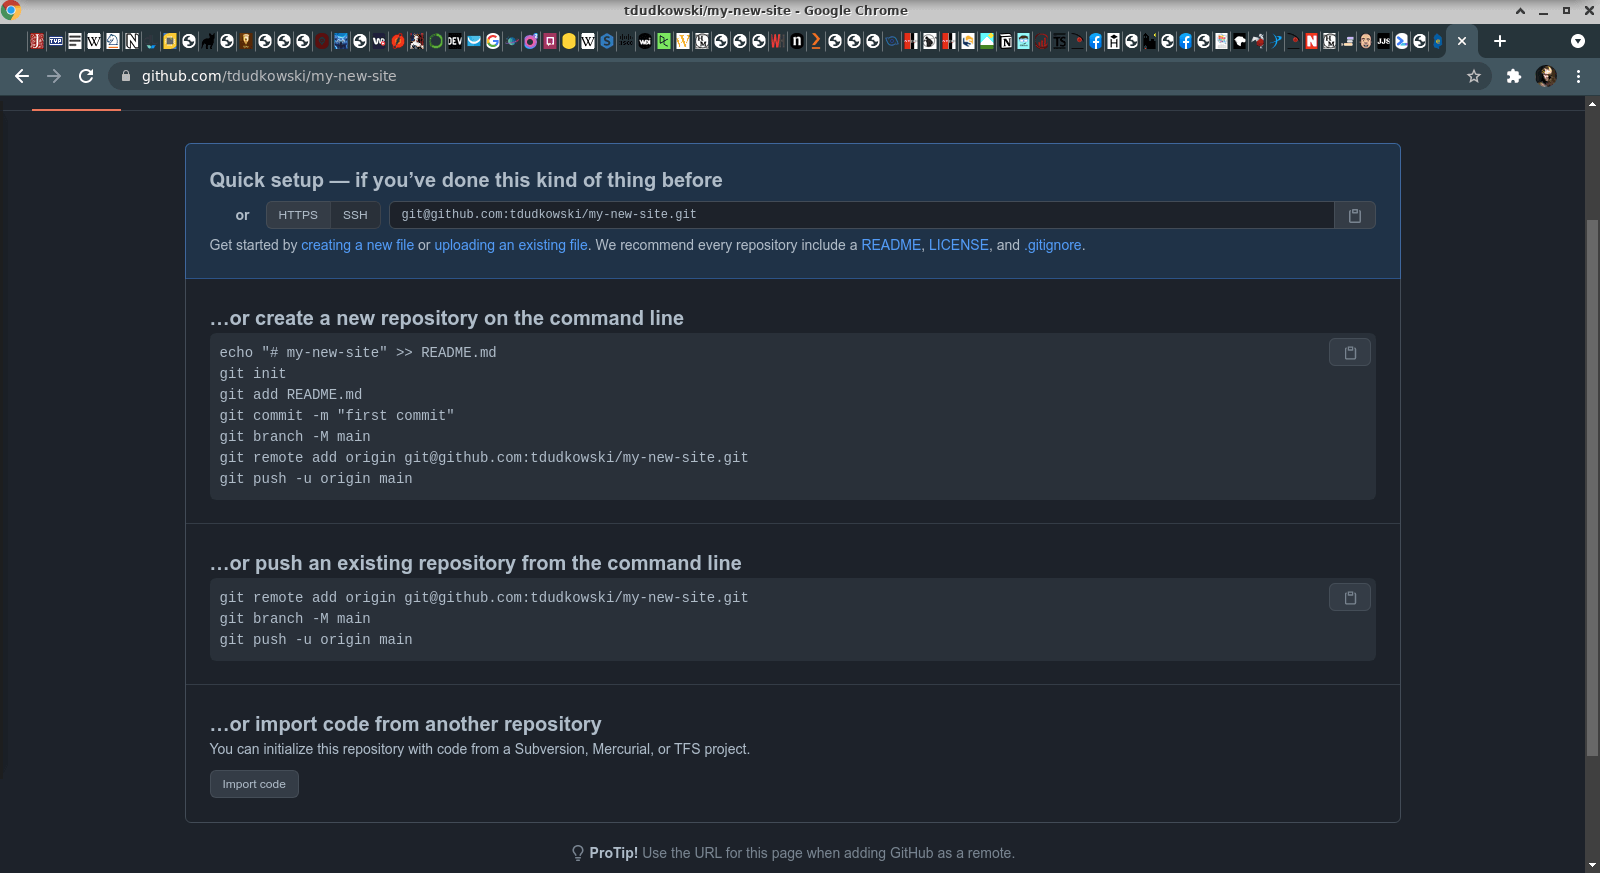 tdudkowski/my-new-site - Google Chrome
github.com/tdudkowski/my-new-site
Quick setup — if you’ve done this kind of thing before
or HTTPS SSH git@github.com:tdudkowski/my-new-site.git
Get started by creating a new file or uploading an existing file. We recommend every repository include a README, LICENSE, and .gitignore.
…or create a new repository on the command line
echo "# my-new-site" >> README.md
git init
git add README.md
git commit -m "first commit"
git branch -M main
git remote add origin git@github.com:tdudkowski/my-new-site.git
git push -u origin main
…or push an existing repository from the command line
git remote add origin git@github.com:tdudkowski/my-new-site.git
git branch -M main
git push -u origin main
…or import code from another repository
You can initialize this repository with code from a Subversion, Mercurial, or TFS project.
Import code
ProTip! Use the URL for this page when adding GitHub as a remote.